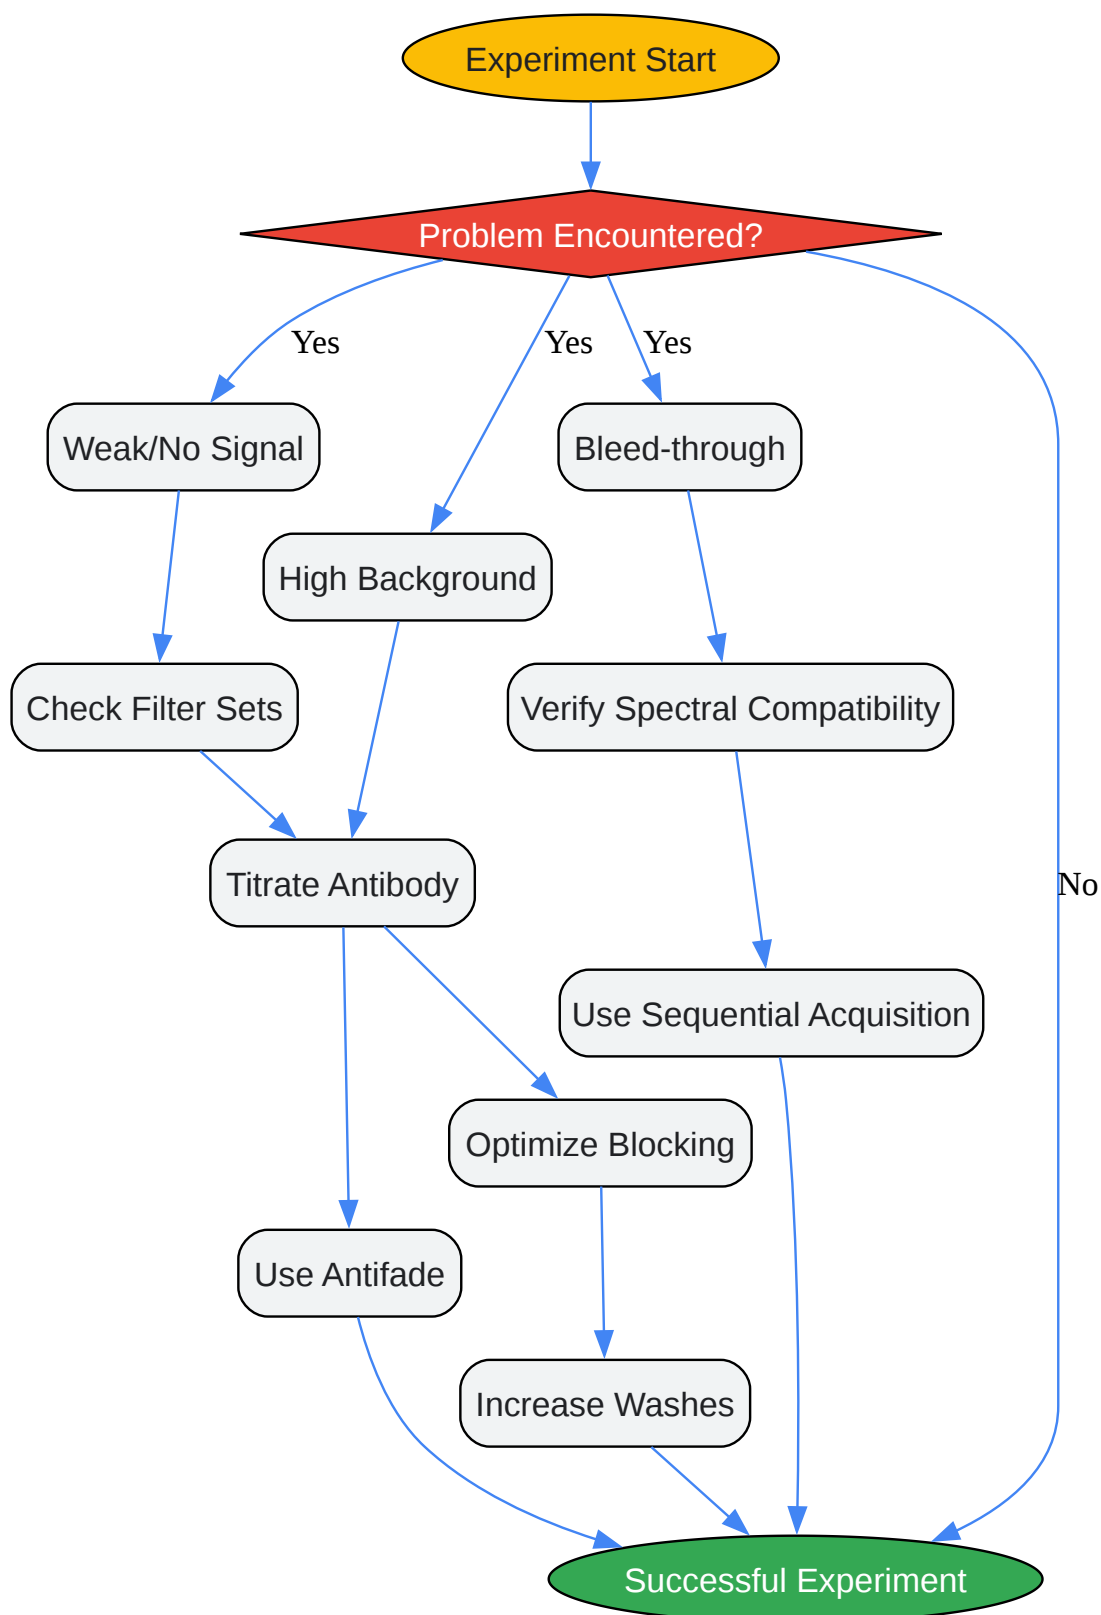 Experiment Start
Problem Encountered?
Yes
Yes
Yes
Weak/No Signal
Bleed-through
High Background
Check Filter Sets
Verify Spectral Compatibility
Titrate Antibody
No
Use Sequential Acquisition
Optimize Blocking
Use Antifade
Increase Washes
Successful Experiment